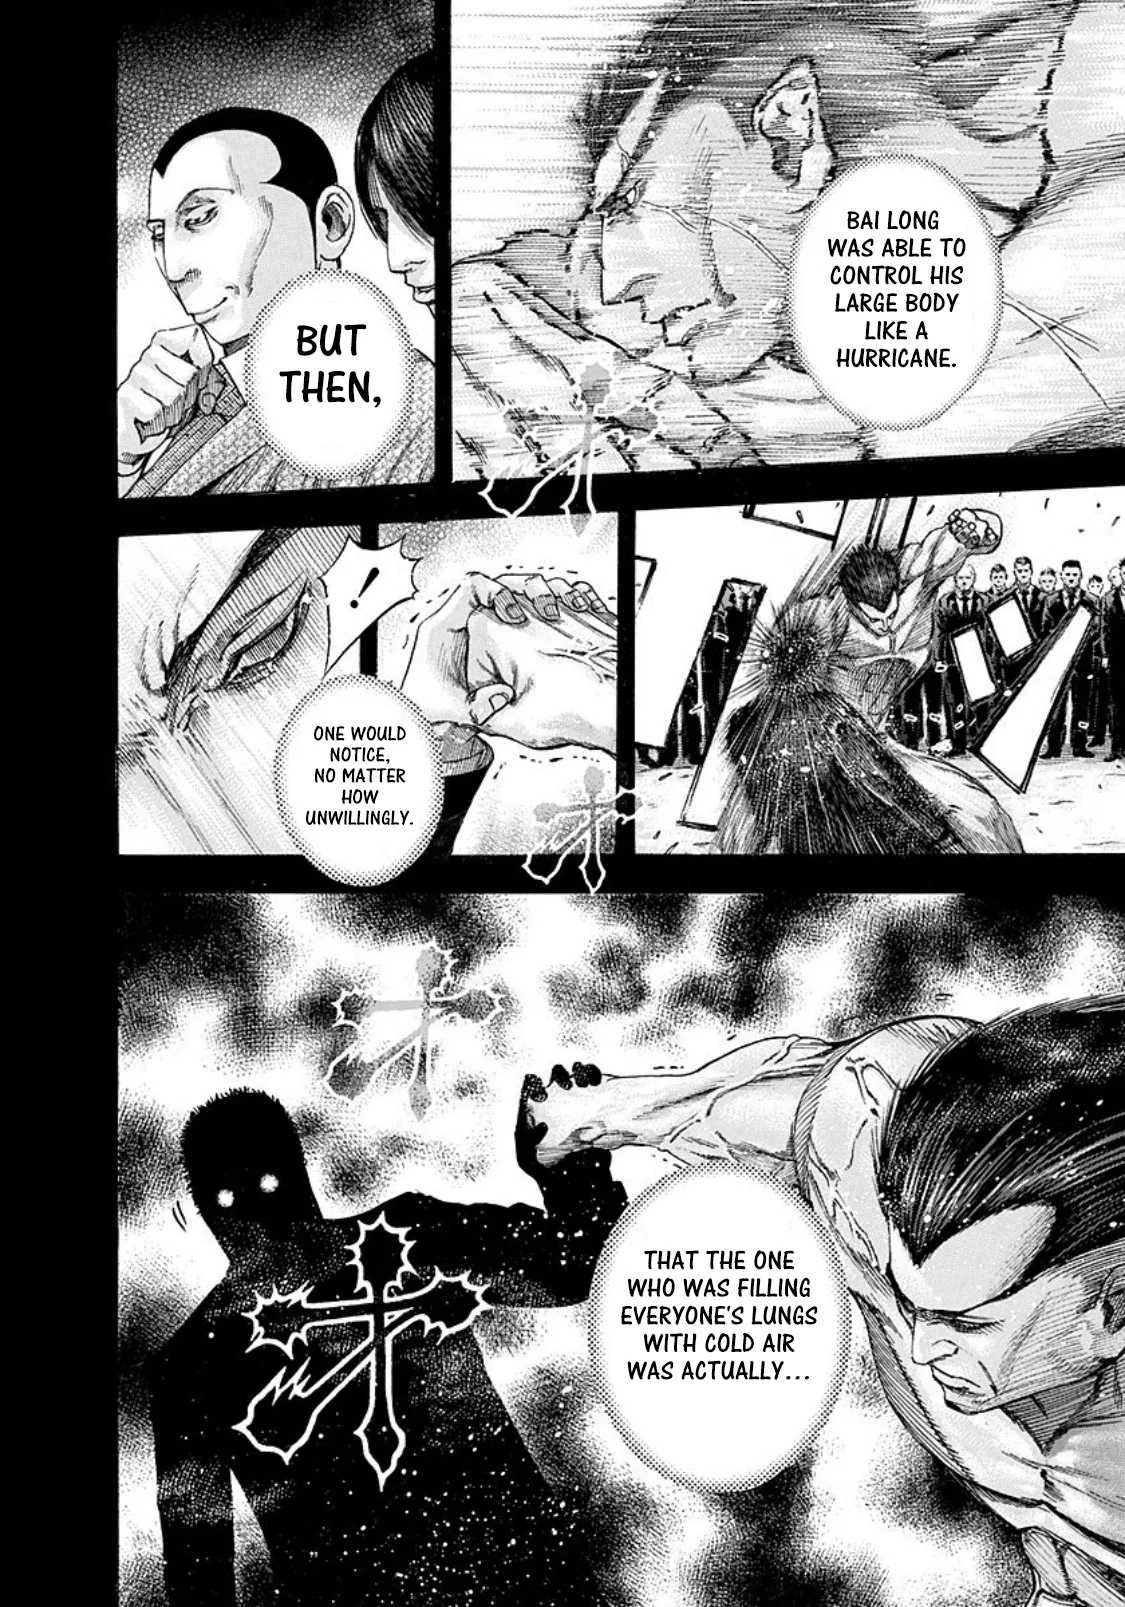 BAI LONG
WAS ABLE TO
CONTROL HIS
LARGE BODY
LIKE A
HURRICANE.
BUT
THEN,
!
ONE WOULD
NOTICE,
NO MATTER
HOW
UNWILLINGLY.
THAT THE ONE
WHO WAS FILLING
EVERYONE'S LUNGS
WITH COLD AIR
WAS ACTUALLY...